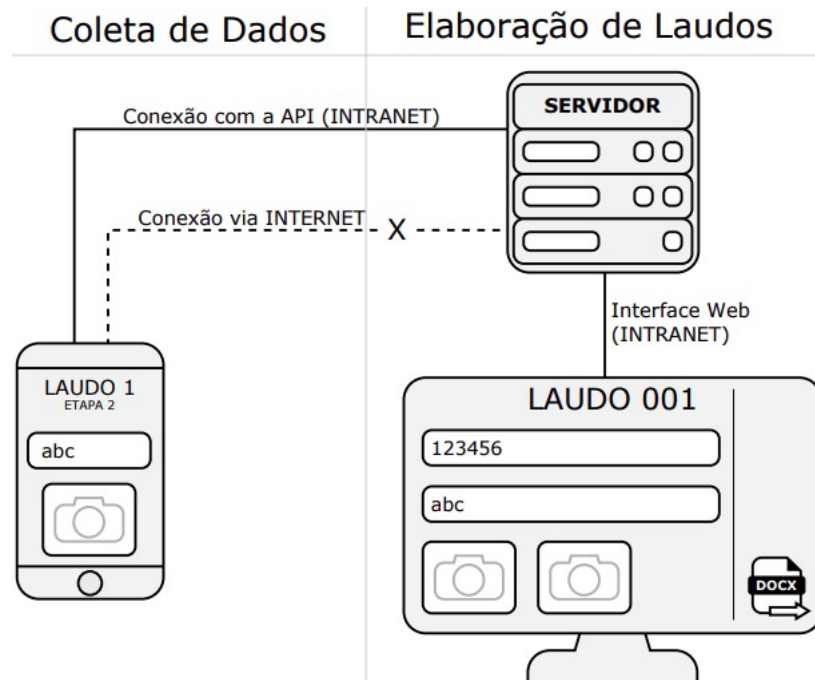 Coleta de Dados
Elaboração de Laudos
Conexão com a API (INTRANET)
SERVIDOR
Conexão via INTERNET
X
Interface Web
(INTRANET)
LAUDO 1
ETAPA 2
abc
LAUDO 001
123456
abc
DOCX